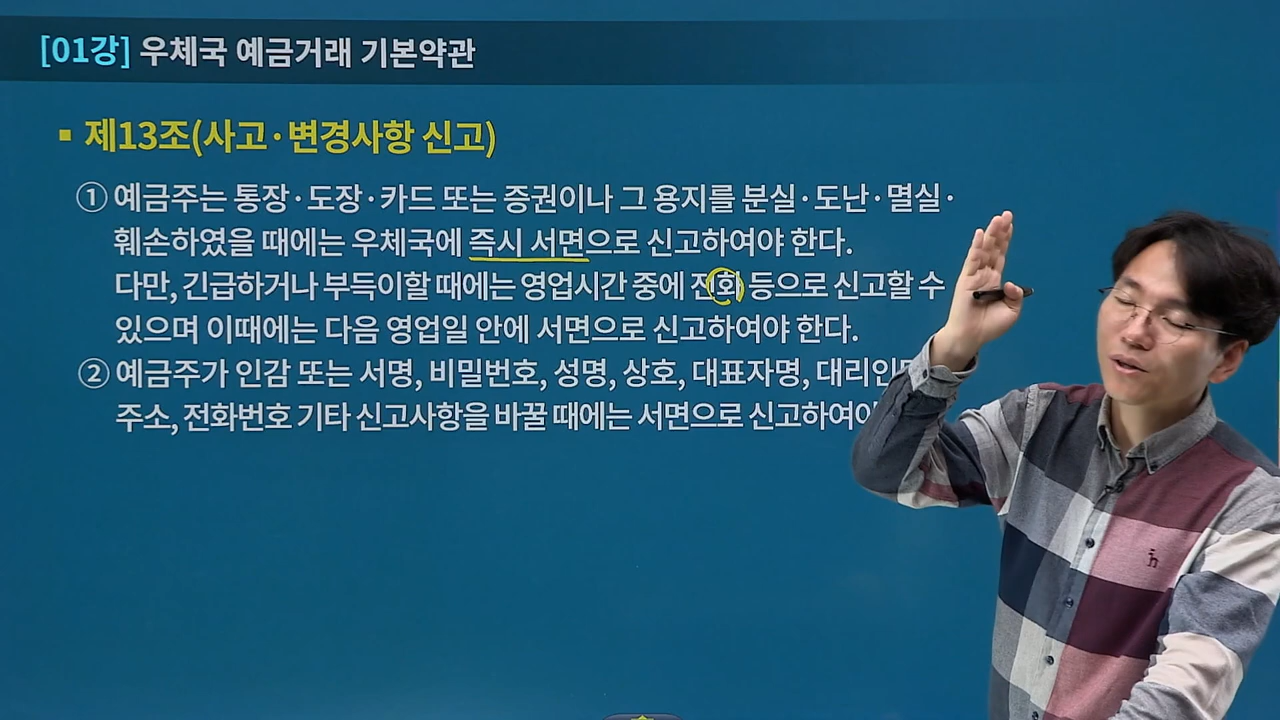 [01강] 우체국 예금거래 기본약관
▪ 제13조(사고·변경사항 신고)
① 예금주는 통장·도장·카드 또는 증권이나 그 용지를 분실·도난·멸실·
훼손하였을 때에는 우체국에 즉시 서면으로 신고하여야 한다.
다만, 긴급하거나 부득이할 때에는 영업시간 중에 전화 등으로 신고할 수
있으며 이때에는 다음 영업일 안에 서면으로 신고하여야 한다.
② 예금주가 인감 또는 서명, 비밀번호, 성명, 상호, 대표자명,
주소, 전화번호 기타 신고사항을 바꿀 때에는 서면으로